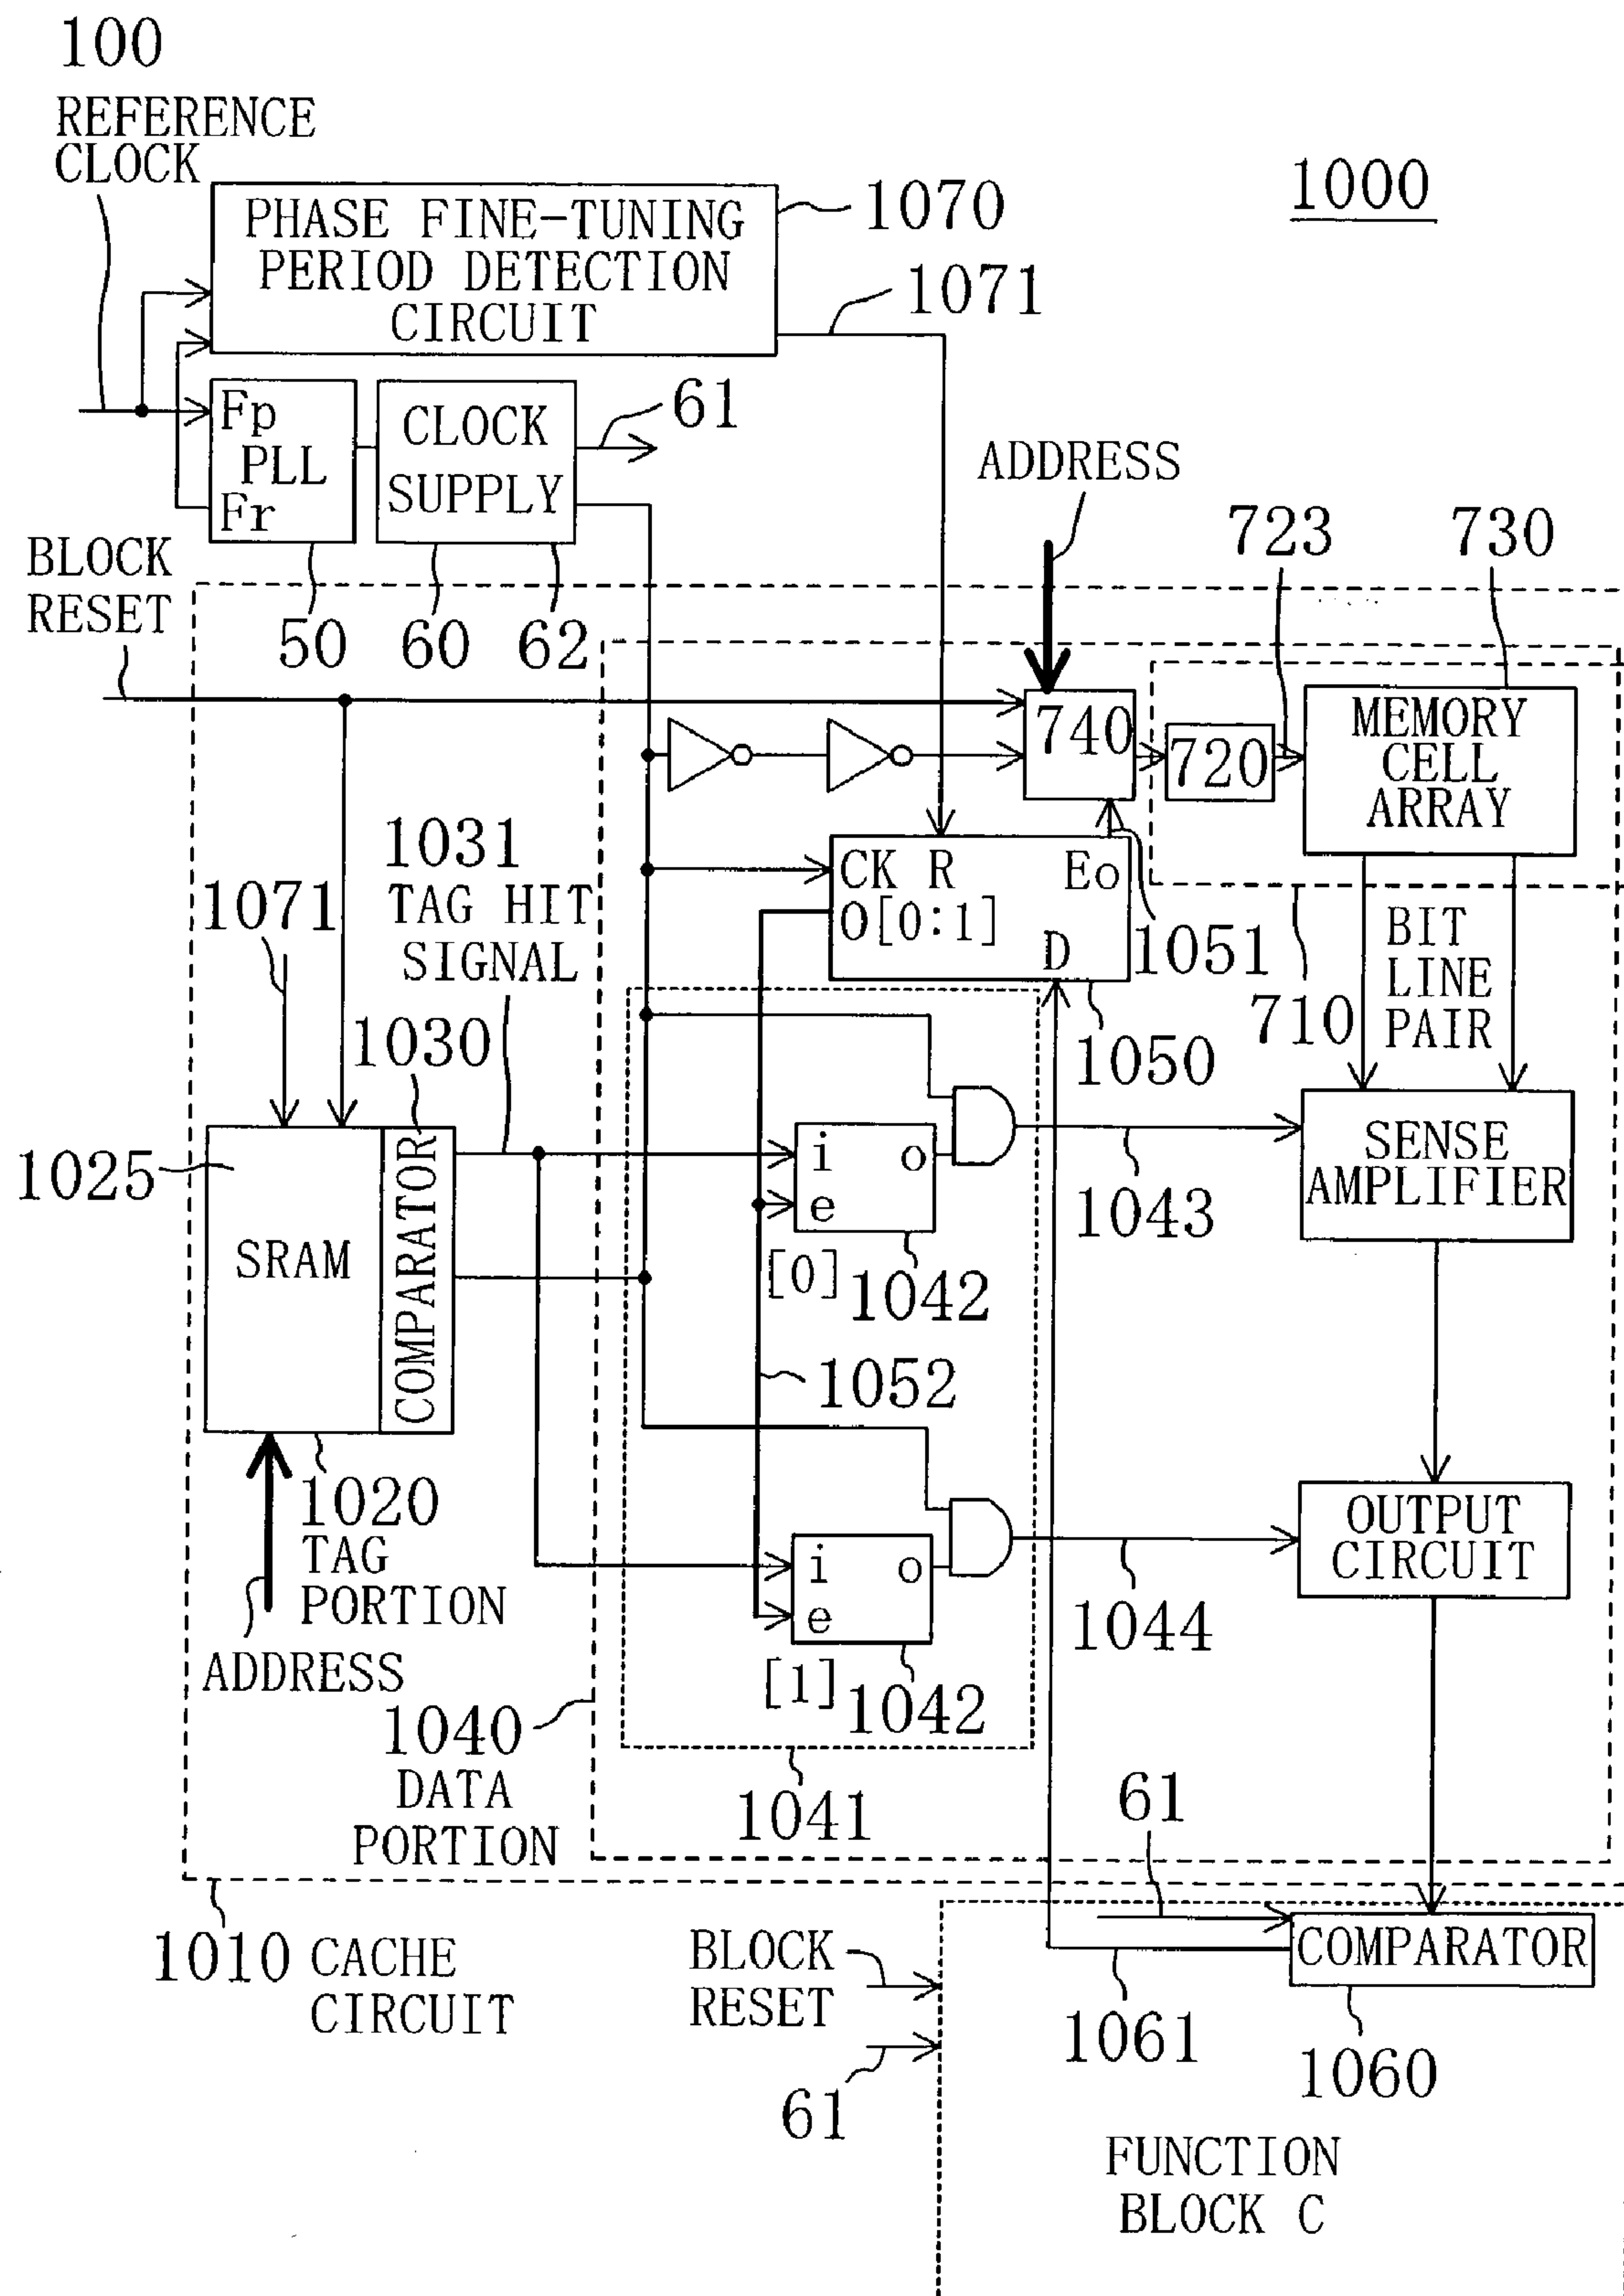 100
REFERENCE
CLOCK
1000
PHASE FINE-TUNING
PERIOD DETECTION
CIRCUIT
1070
1071
Fp
PLL
Fr
CLOCK
SUPPLY
61
ADDRESS
723
730
BLOCK
RESET
50
60
62
740
720
MEMORY
CELL
ARRAY
1031
TAG HIT
SIGNAL
1071
CK R
Eo
O[0:1]
D
1051
710
BIT
LINE
PAIR
1030
1050
1025
SRAM
COMPARATOR
i
o
e
[0]
1042
1043
SENSE
AMPLIFIER
1052
1020
TAG
PORTION
ADDRESS
i
o
e
[1]
1042
1044
OUTPUT
CIRCUIT
1040
DATA
PORTION
1041
61
1010 CACHE
CIRCUIT
BLOCK
RESET
61
1061
COMPARATOR
1060
FUNCTION
BLOCK C